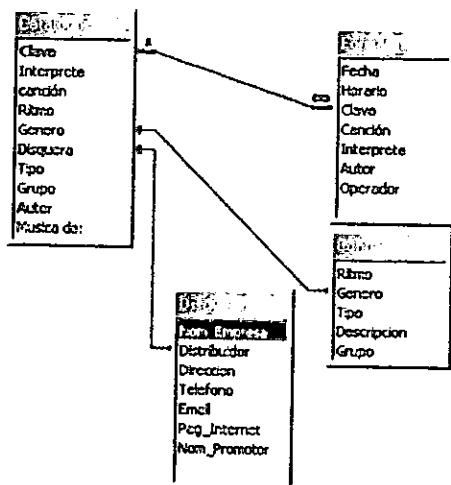 Clave
Interprete
canción
Ritmo
Genero
Disquera
Tipo
Grupo
Autor
Musica de:
Fecha
Horario
Clave
Canción
Interprete
Autor
Operador
Ritmo
Genero
Tipo
Descripcion
Grupo
Nom_Empresa
Distribuidor
Direccion
Telefono
Email
Pag_Internet
Nom_Promotor